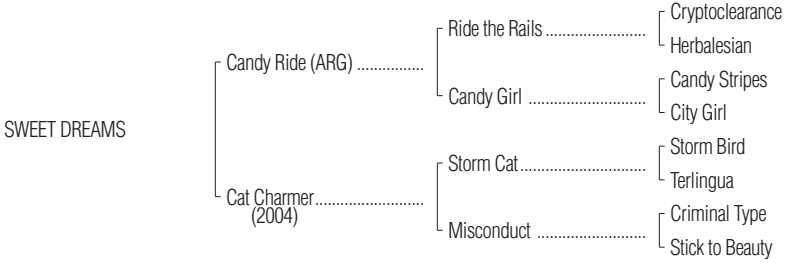 Cryptoclearance
Ride the Rails ........................
Herbalesian
Candy Ride (ARG) ................
Candy Stripes
Candy Girl ............................
City Girl
SWEET DREAMS
Storm Bird
Storm Cat..............................
Terlingua
Cat Charmer..........................
(2004)
Criminal Type
Misconduct ..........................
Stick to Beauty